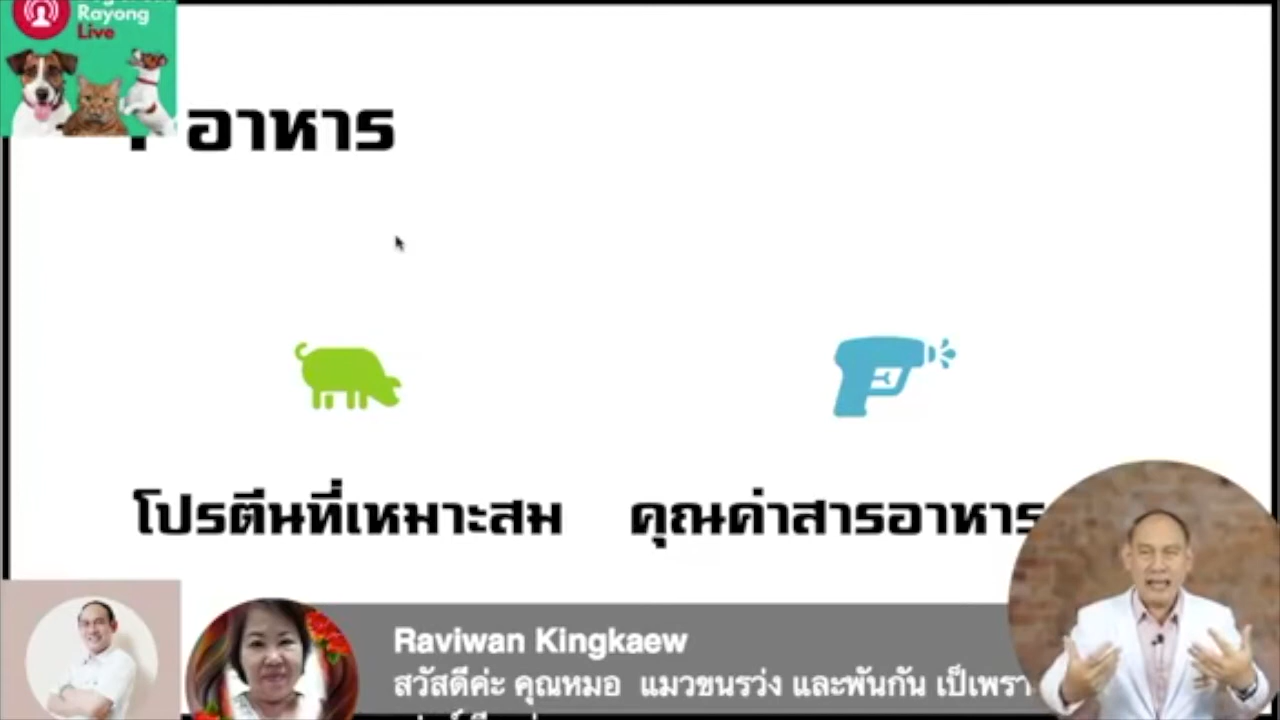 Rayong
Live
อาหาร
โปรตีนที่เหมาะสม คุณค่าสารอาหาร
Raviwan Kingkaew
สวัสดีค่ะ คุณหมอ แมวขนรว่ง และพันกัน เป็เพรา